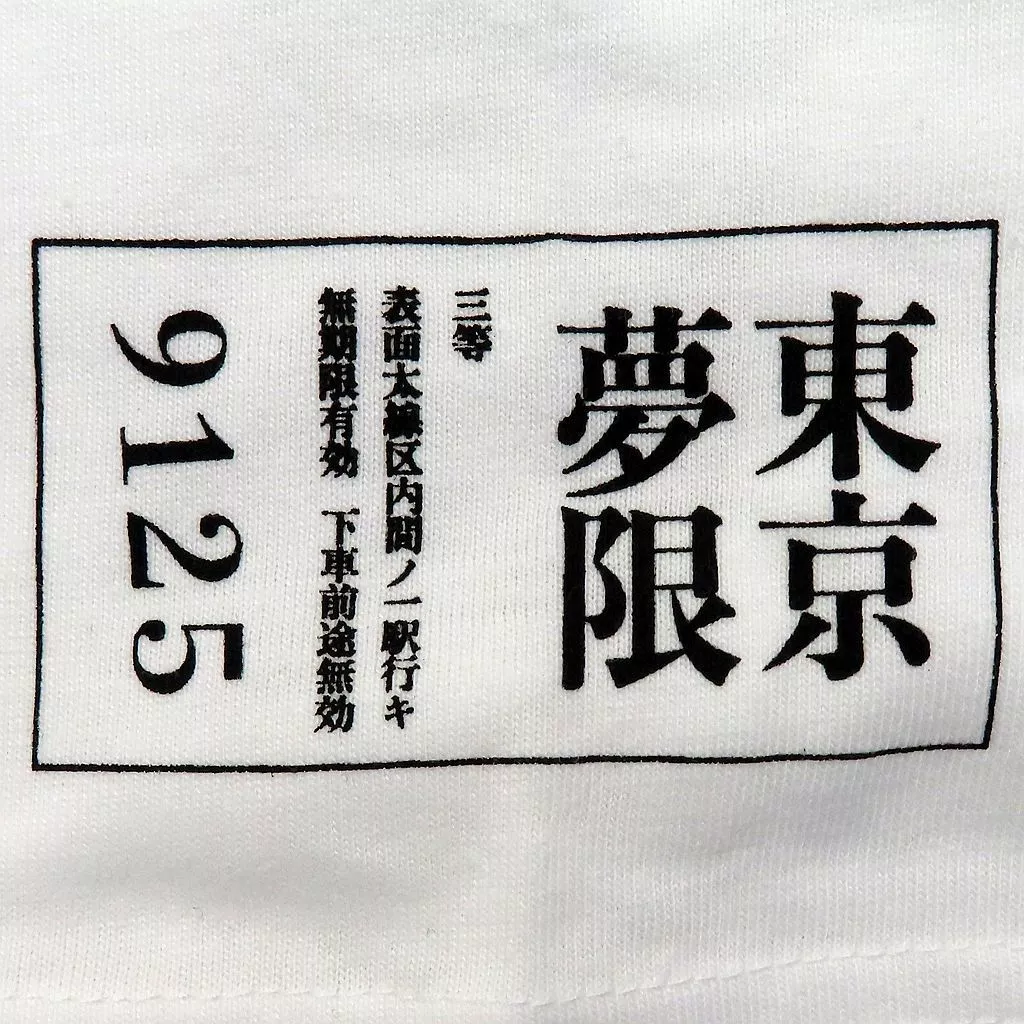 東京
夢限
三等
表面太線区内間ノ一駅行キ
無期限有効 下車前途無効
9125